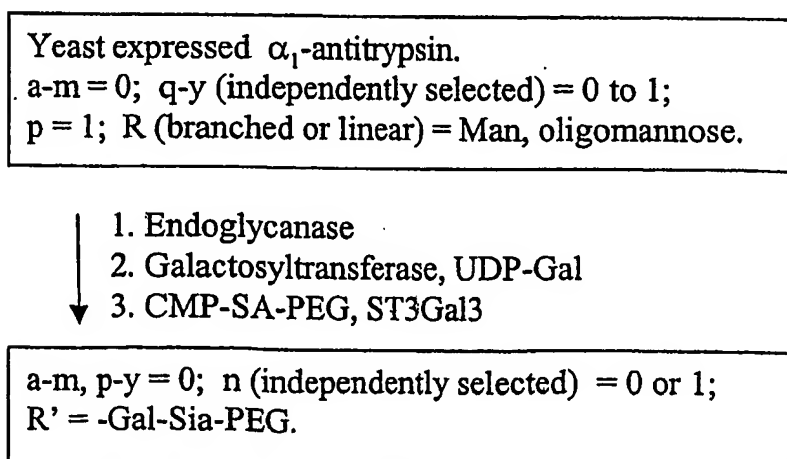 Yeast expressed α₁-antitrypsin.
a-m = 0; q-y (independently selected) = 0 to 1;
p = 1; R (branched or linear) = Man, oligomannose.
1. Endoglycanase
2. Galactosyltransferase, UDP-Gal
3. CMP-SA-PEG, ST3Gal3
a-m, p-y = 0; n (independently selected) = 0 or 1;
R’ = -Gal-Sia-PEG.